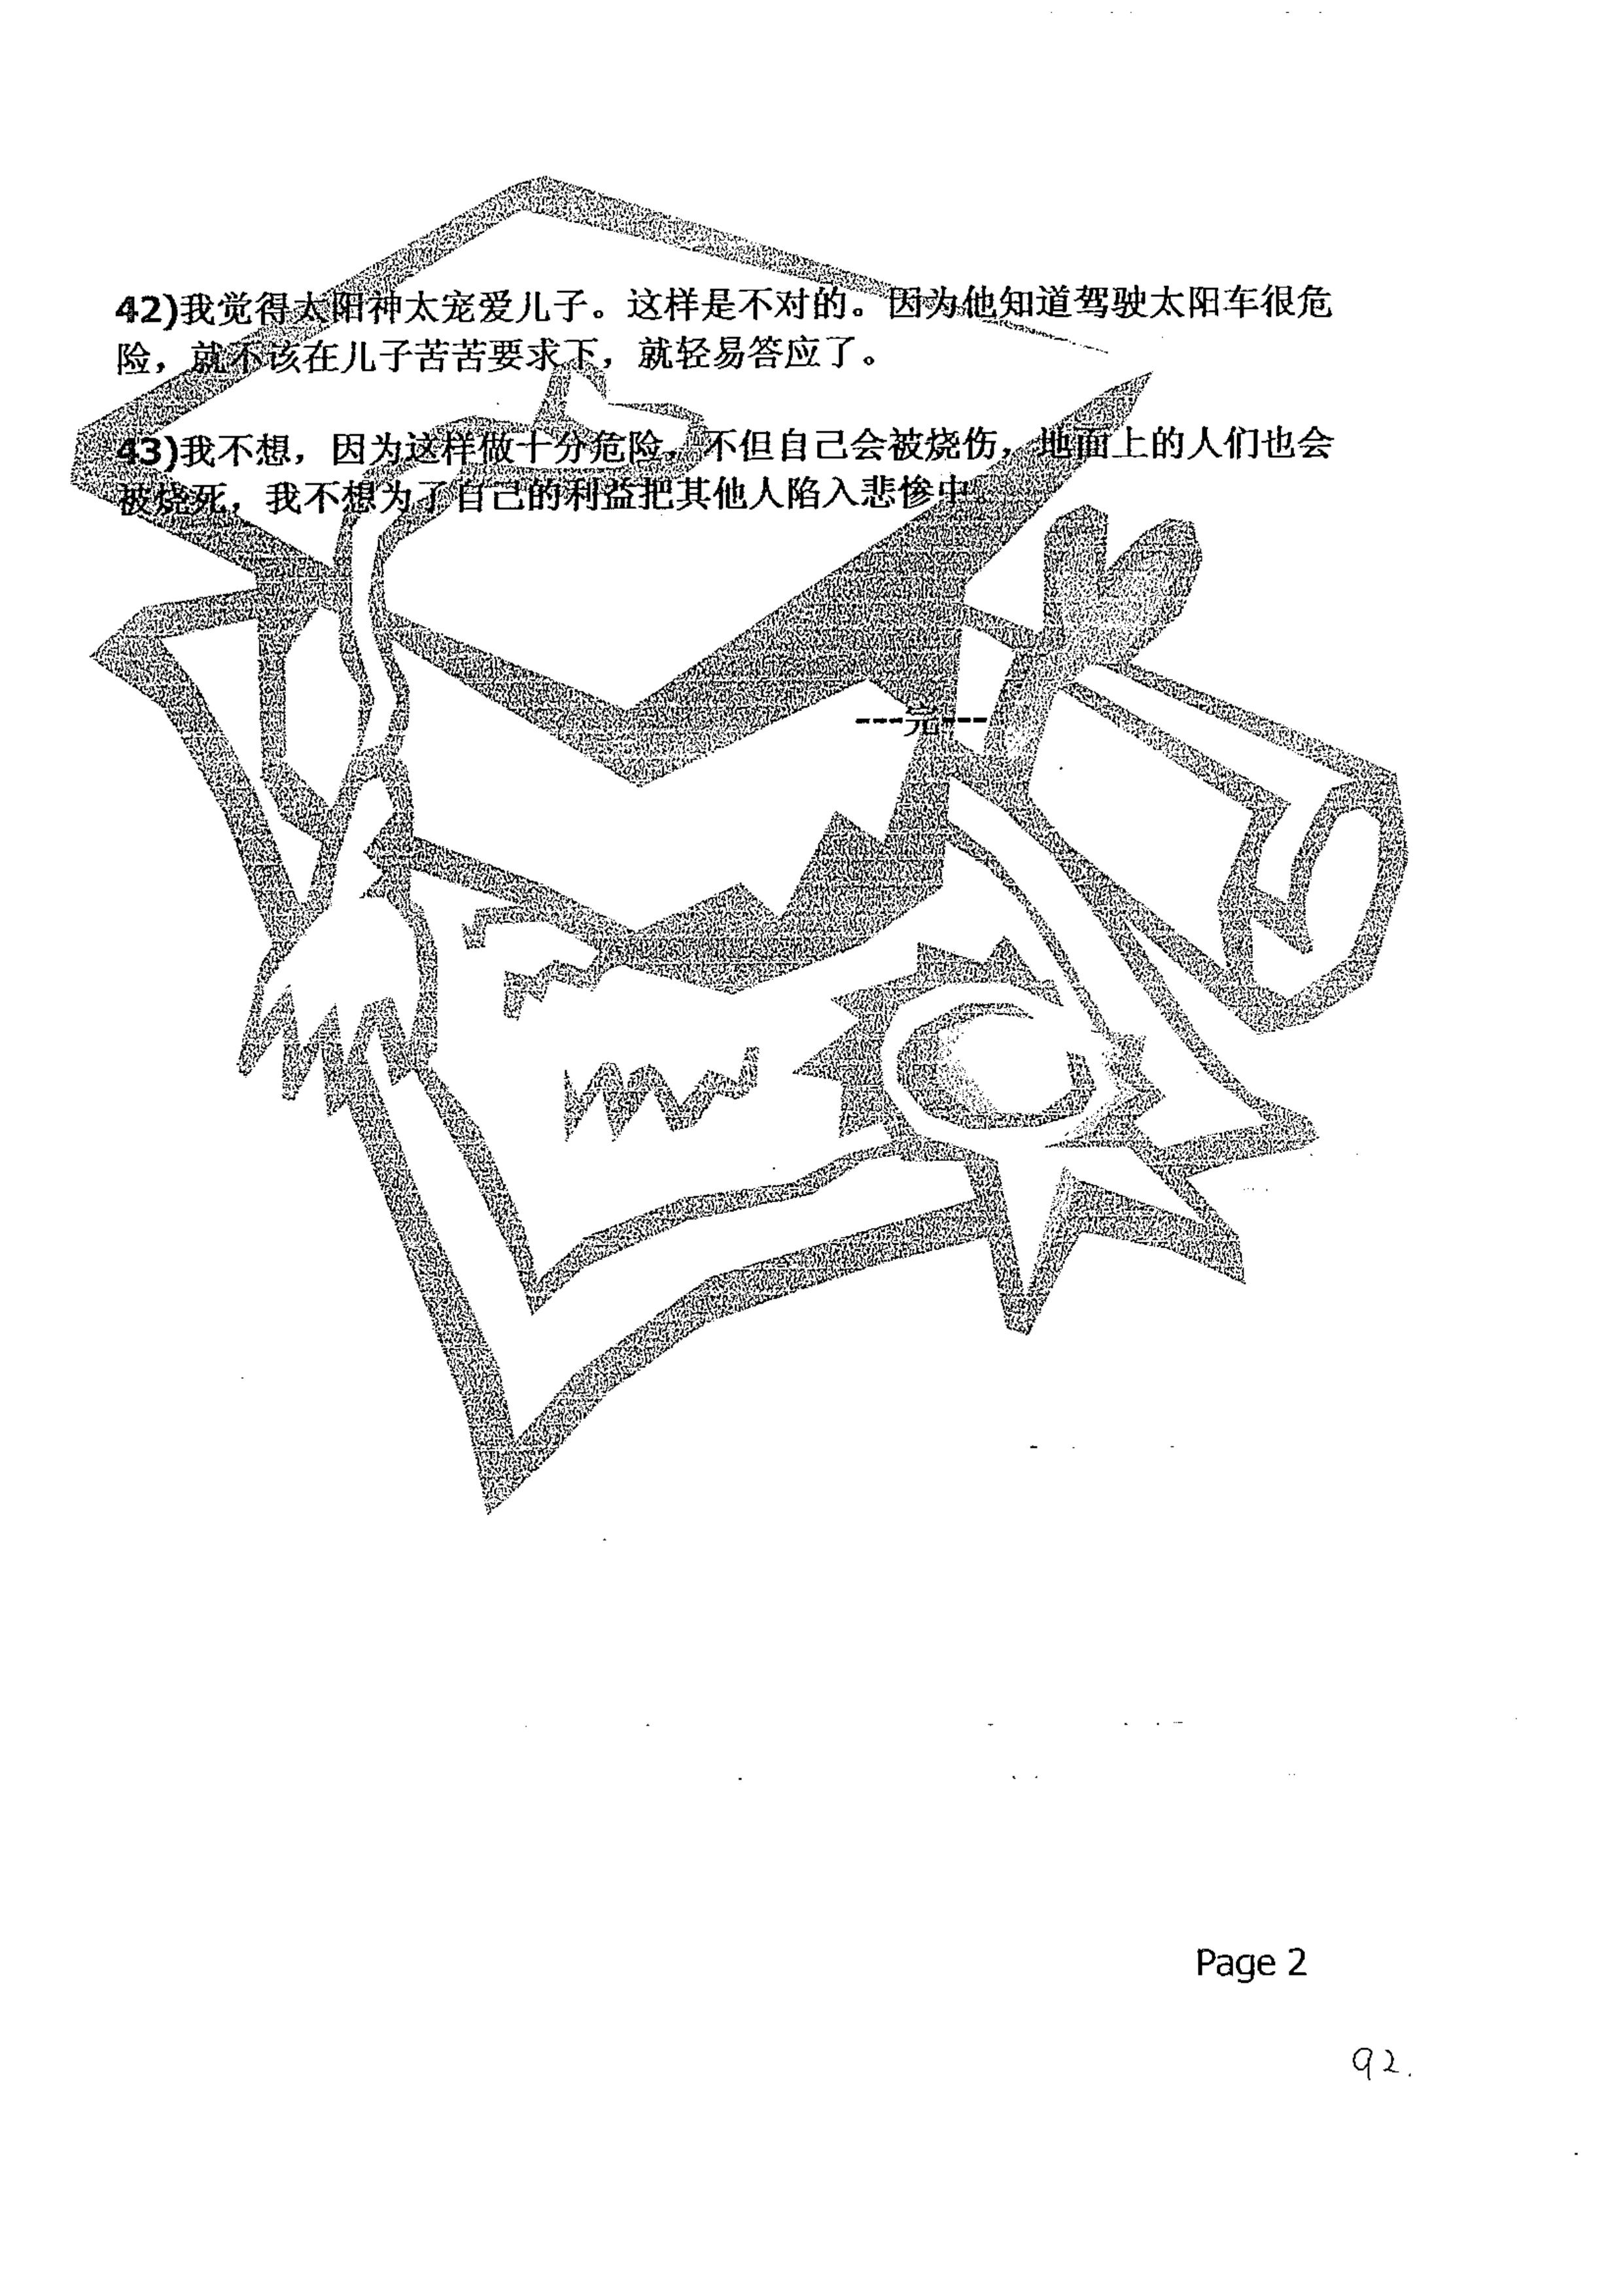 42)我觉得太阳神太宠爱儿子。这样是不对的。因为他知道驾驶太阳车很危
险，就不该在儿子苦苦要求下，就轻易答应了。
43)我不想，因为这样做十分危险，不但自己会被烧伤，地面上的人们也会
被烧死，我不想为了自己的利益把其他人陷入悲惨中。
---完---
Page 2
92.